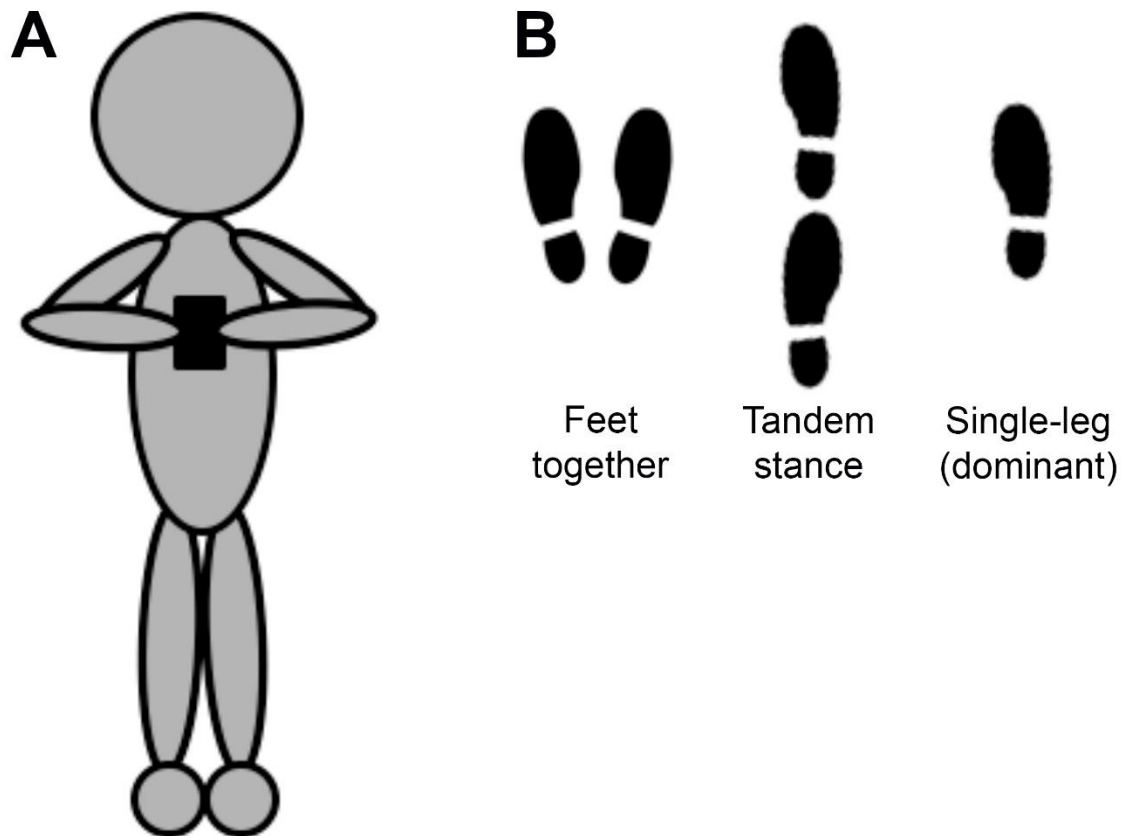 A
B
Feet
together
Tandem
stance
Single-leg
(dominant)